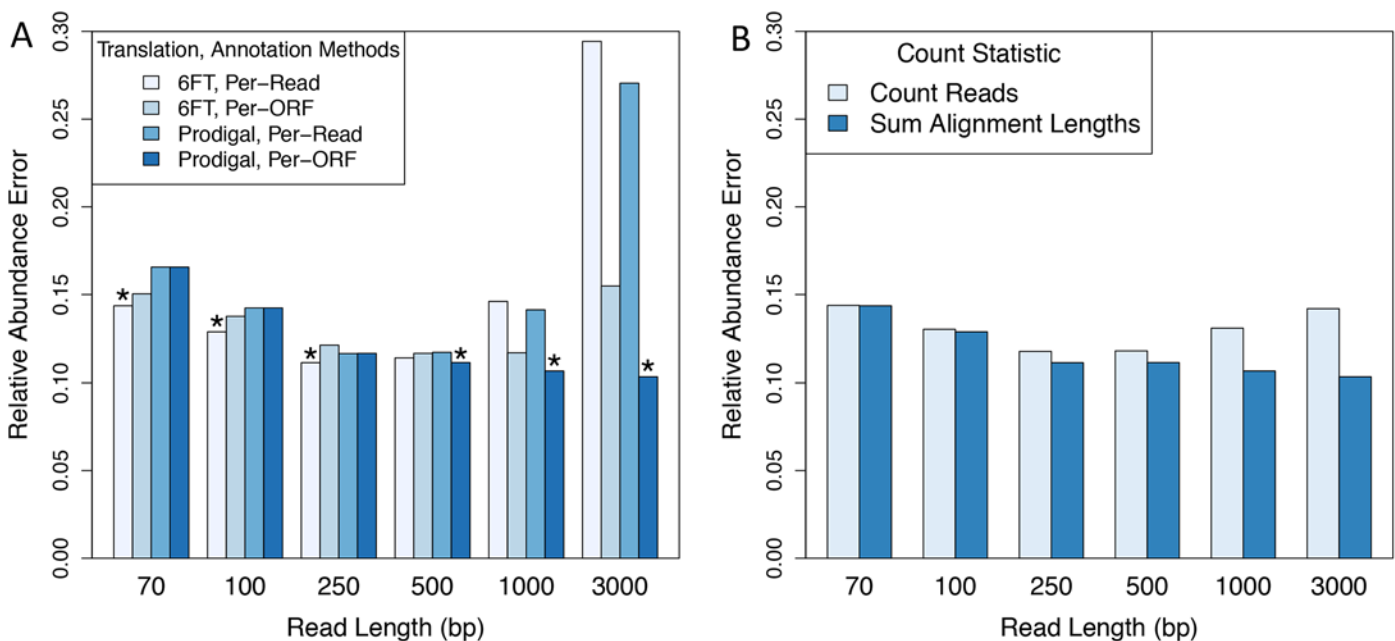 A
Relative Abundance Error
0.00 0.05 0.10 0.15 0.20 0.25 0.30
Translation, Annotation Methods
6FT, Per−Read
6FT, Per−ORF
Prodigal, Per−Read
Prodigal, Per−ORF
* * * * * *
70 100 250 500 1000 3000
Read Length (bp)
B
Relative Abundance Error
0.00 0.05 0.10 0.15 0.20 0.25 0.30
Count Statistic
Count Reads
Sum Alignment Lengths
70 100 250 500 1000 3000
Read Length (bp)